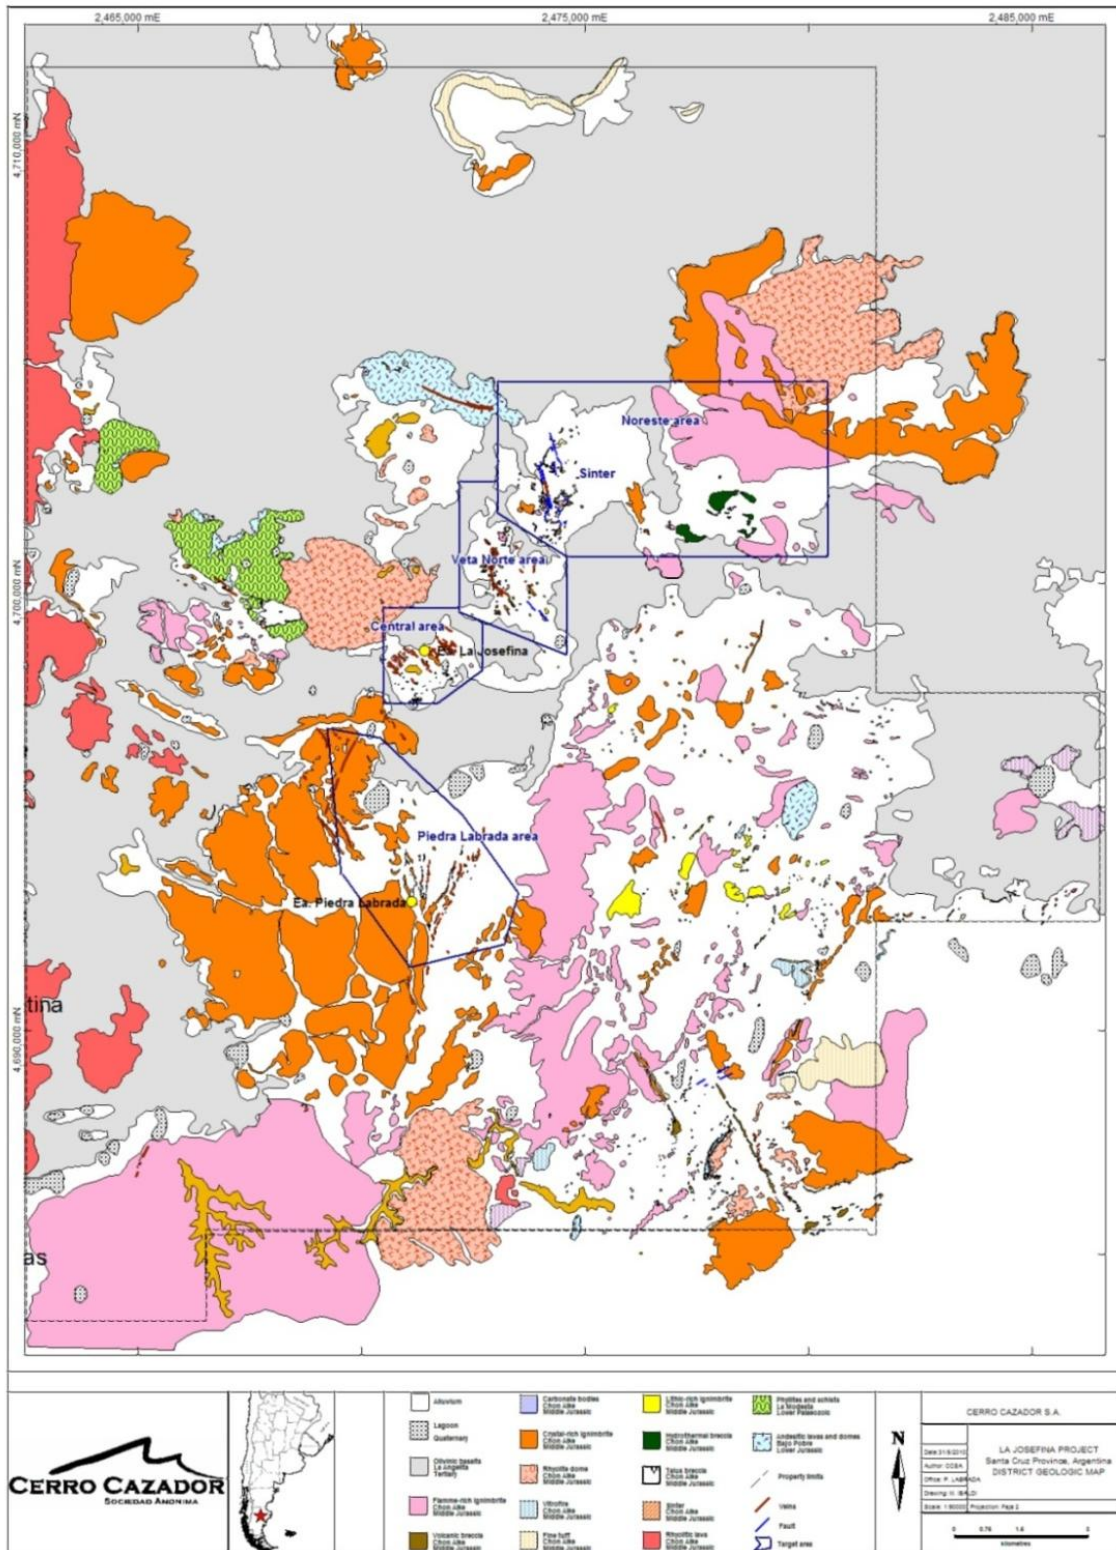 2,465,000 mE
2,475,000 mE
2,485,000 mE
4,710,000 mN
Noreste area
Sinter
Veta Norte area
4,700,000 mN
Central area
Ea. La Josefina
Piedra Labrada area
Ea. Piedra Labrada
tina
4,690,000 mN
as
CERRO CAZADOR
SOCIEDAD ANONIMA
Alluvium
Lagoon
Quaternary
Olivinic basalts
La Angelita
Tertiary
Fiamme-rich ignimbrite
Chon Aike
Middle Jurassic
Volcanic breccia
Chon Aike
Middle Jurassic
Carbonate bodies
Chon Aike
Middle Jurassic
Crystal-rich ignimbrite
Chon Aike
Middle Jurassic
Rhyolite dome
Chon Aike
Middle Jurassic
Vitrofire
Chon Aike
Middle Jurassic
Fine tuff
Chon Aike
Middle Jurassic
Lithic-rich ignimbrite
Chon Aike
Middle Jurassic
Hydrothermal breccia
Chon Aike
Middle Jurassic
Talus breccia
Chon Aike
Middle Jurassic
Sinter
Chon Aike
Middle Jurassic
Rhyolitic lava
Chon Aike
Middle Jurassic
Phyllites and schists
La Modesta
Lower Palaeozoic
Andesitic lavas and domes
Bajo Pobre
Lower Jurassic
Property limits
Veins
Fault
Target area
N
CERRO CAZADOR S.A.
LA JOSEFINA PROJECT
Santa Cruz Province, Argentina
DISTRICT GEOLOGIC MAP
Author: CCSA
Office: P. LABRADA
kilometres